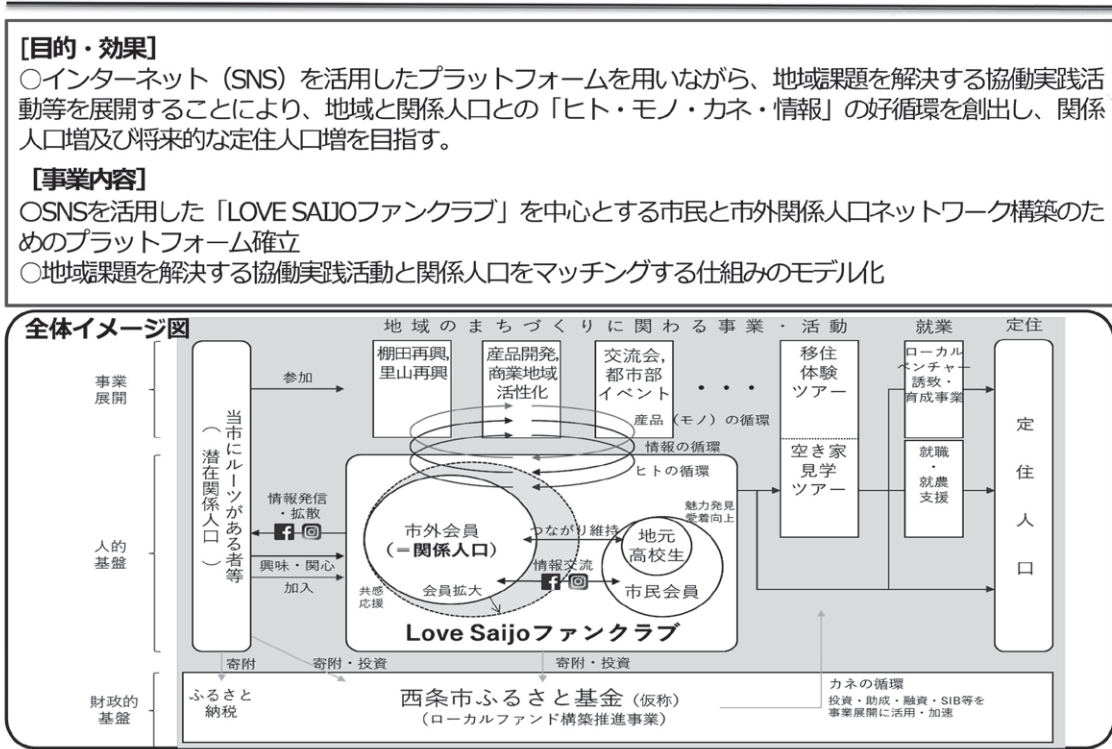 [目的・効果]
○インターネット（SNS）を活用したプラットフォームを用いながら、地域課題を解決する協働実践活
動等を展開することにより、地域と関係人口との「ヒト・モノ・カネ・情報」の好循環を創出し、関係
人口増及び将来的な定住人口増を目指す。
[事業内容]
○SNSを活用した「LOVE SAIJOファンクラブ」を中心とする市民と市外関係人口ネットワーク構築のた
めのプラットフォーム確立
○地域課題を解決する協働実践活動と関係人口をマッチングする仕組みのモデル化
全体イメージ図
地域のまちづくりに関わる事業・活動
就業
定住
事業
展開
人的
基盤
財政的
基盤
当市にルーツがある者等
（潜在関係人口）
参加
棚田再興,
里山再興
産品開発,
商業地域
活性化
交流会,
都市部
イベント
・・・
移住
体験
ツアー
空き家
見学
ツアー
ローカル
ベンチャー
誘致・
育成事業
就職
・
就農
支援
定住人口
産品（モノ）の循環
情報の循環
ヒトの循環
情報発信
・拡散
興味・関心
加入
市外会員
(＝関係人口)
会員拡大
共感
応援
つながり維持
情報交流
魅力発見
愛着向上
地元
高校生
市民会員
Love Saijoファンクラブ
寄附
寄附・投資
寄附・投資
ふるさと
納税
西条市ふるさと基金（仮称）
（ローカルファンド構築推進事業）
カネの循環
投資・助成・融資・SIB等を
事業展開に活用・加速